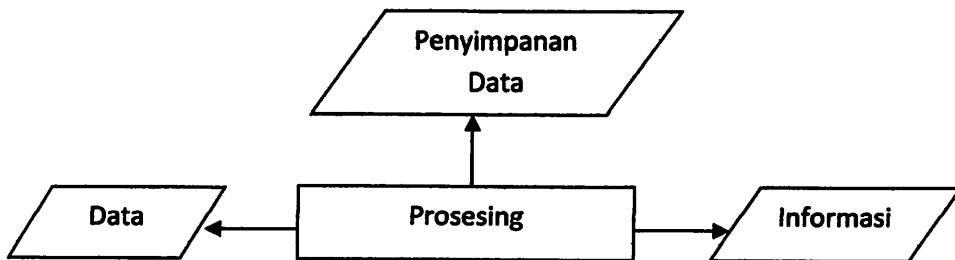 Penyimpanan
Data
Data
Prosesing
Informasi